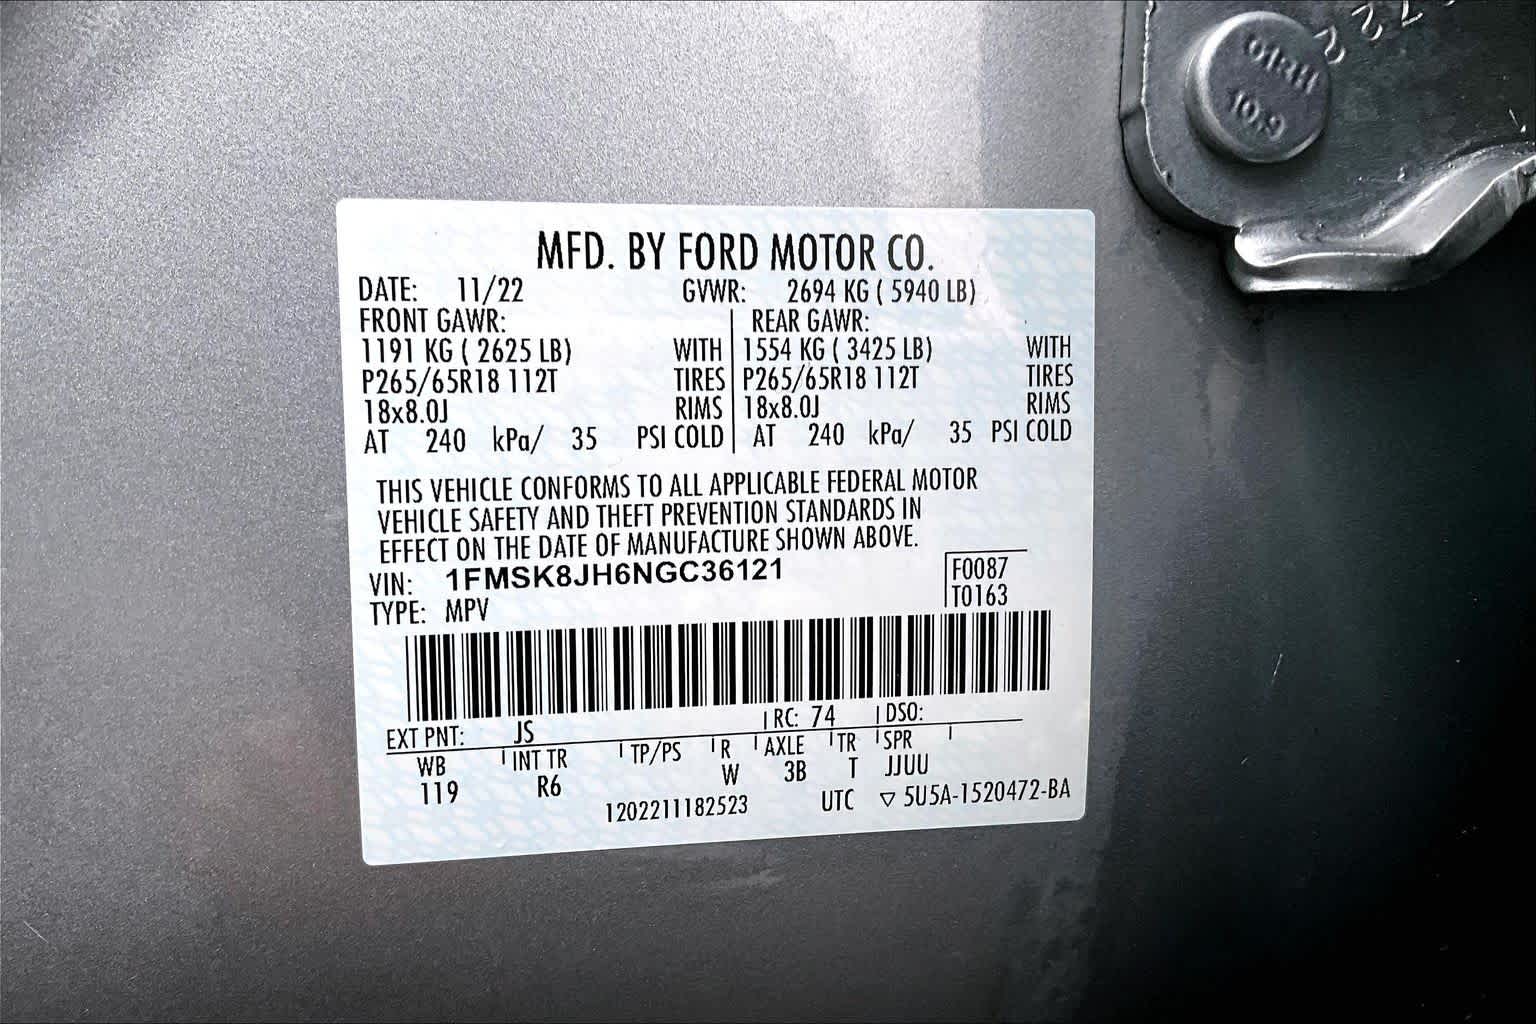 MFD. BY FORD MOTOR CO.
DATE: 11/22 GVWR: 2694 KG ( 5940 LB)
FRONT GAWR: REAR GAWR:
1191 KG ( 2625 LB) WITH 1554 KG ( 3425 LB) WITH
P265/65R18 112T TIRES P265/65R18 112T TIRES
18x8.0J RIMS 18x8.0J RIMS
AT 240 kPa/ 35 PSI COLD AT 240 kPa/ 35 PSI COLD
THIS VEHICLE CONFORMS TO ALL APPLICABLE FEDERAL MOTOR
VEHICLE SAFETY AND THEFT PREVENTION STANDARDS IN
EFFECT ON THE DATE OF MANUFACTURE SHOWN ABOVE.
VIN: 1FMSK8JH6NGC36121 F0087
TYPE: MPV T0163
EXT PNT: JS RC: 74 DSO:
WB INT TR TP/PS R AXLE TR SPR
119 R6 W 3B T JJUU
1202211182523 UTC ▽ 5U5A-1520472-BA
10.9